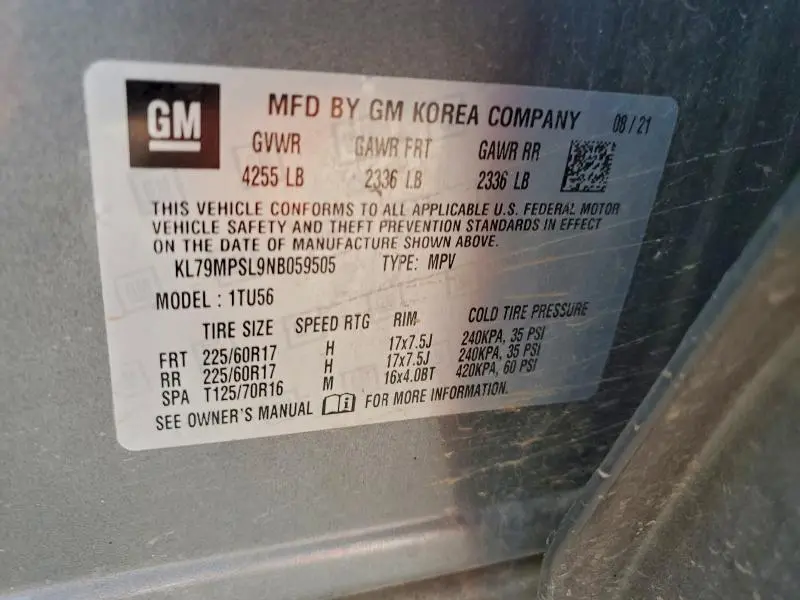 GM MFD BY GM KOREA COMPANY 08/21
GVWR GAWR FRT GAWR RR
4255 LB 2336 LB 2336 LB
THIS VEHICLE CONFORMS TO ALL APPLICABLE U.S. FEDERAL MOTOR
VEHICLE SAFETY AND THEFT PREVENTION STANDARDS IN EFFECT
ON THE DATE OF MANUFACTURE SHOWN ABOVE.
KL79MPSL9NB059505 TYPE: MPV
MODEL : 1TU56
TIRE SIZE SPEED RTG RIM COLD TIRE PRESSURE
FRT 225/60R17 H 17x7.5J 240KPA, 35 PSI
RR 225/60R17 H 17x7.5J 240KPA, 35 PSI
SPA T125/70R16 M 16x4.0BT 420KPA, 60 PSI
SEE OWNER'S MANUAL FOR MORE INFORMATION.